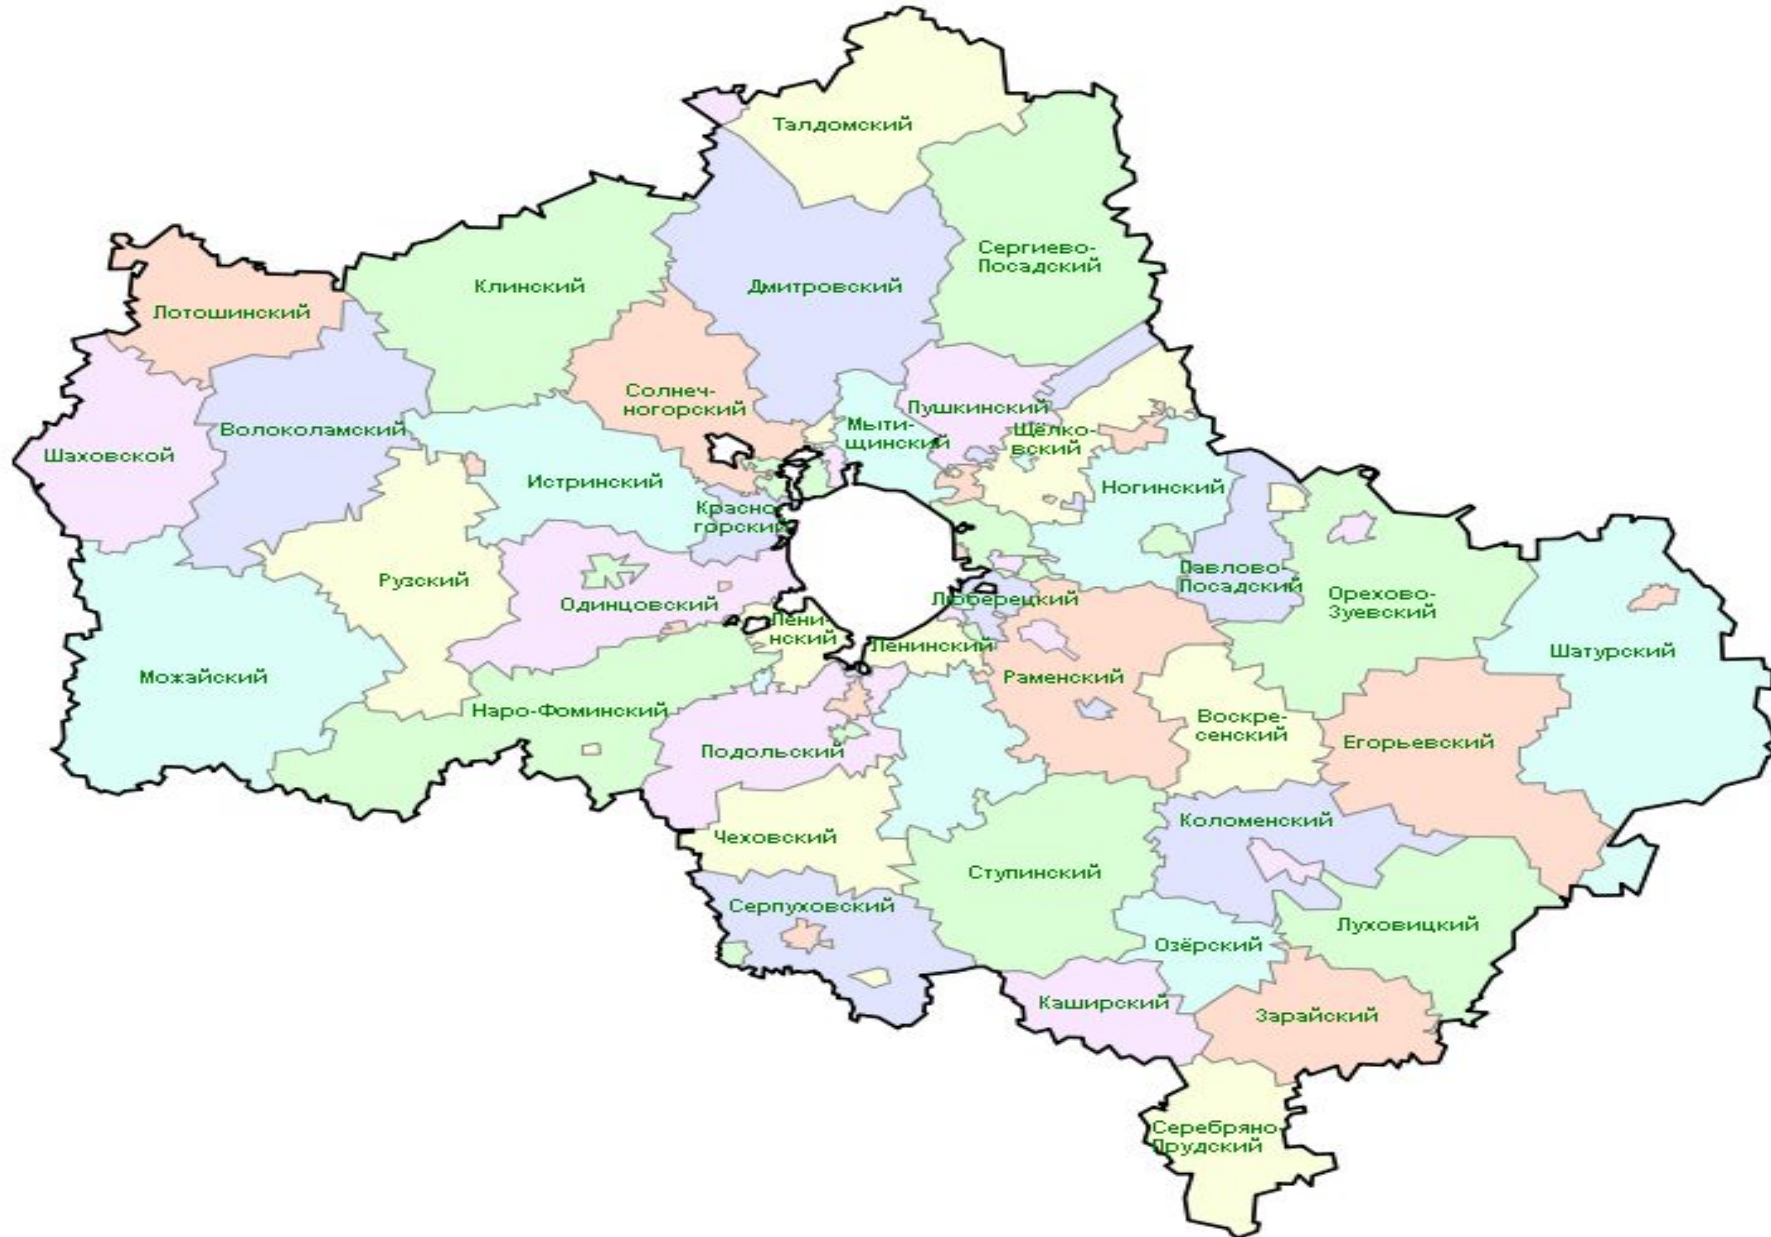 Талдомский
Сергиево-
Посадский
Клинский
Дмитровский
Лотошинский
Солнеч-
ногорский
Пушкинский
Волоколамский
Мыти-
щинский
Щёлко-
вский
Шаховской
Истринский
Ногинский
Красно-
горский
Рузский
Одинцовский
Люберецкий
Павлово-
Посадский
Орехово-
Зуевский
Лени-
нский
Ленинский
Можайский
Раменский
Шатурский
Наро-Фоминский
Воскре-
сенский
Подольский
Егорьевский
Чеховский
Коломенский
Ступинский
Серпуховский
Луховицкий
Озёрский
Каширский
Зарайский
Серебряно-
Прудский